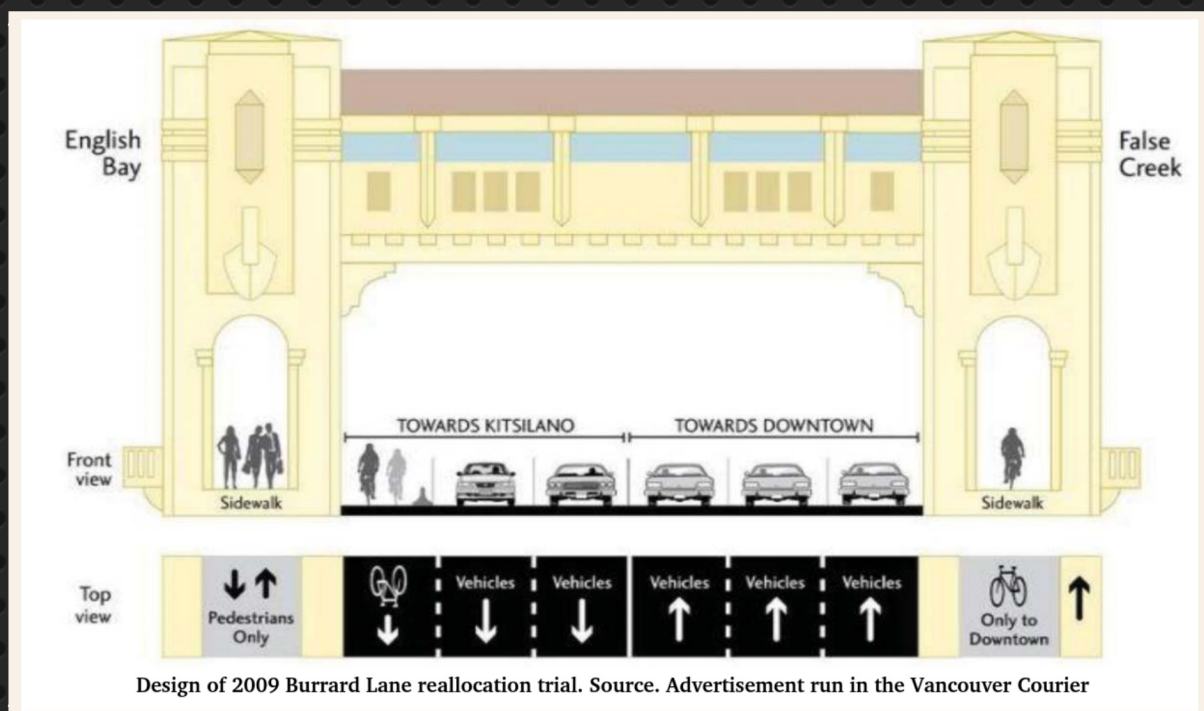 English
Bay
False
Creek
TOWARDS KITSILANO
TOWARDS DOWNTOWN
Front
view
Sidewalk
Sidewalk
Top
view
Pedestrians
Only
Vehicles
Vehicles
Vehicles
Vehicles
Vehicles
Only to
Downtown
Design of 2009 Burrard Lane reallocation trial. Source. Advertisement run in the Vancouver Courier